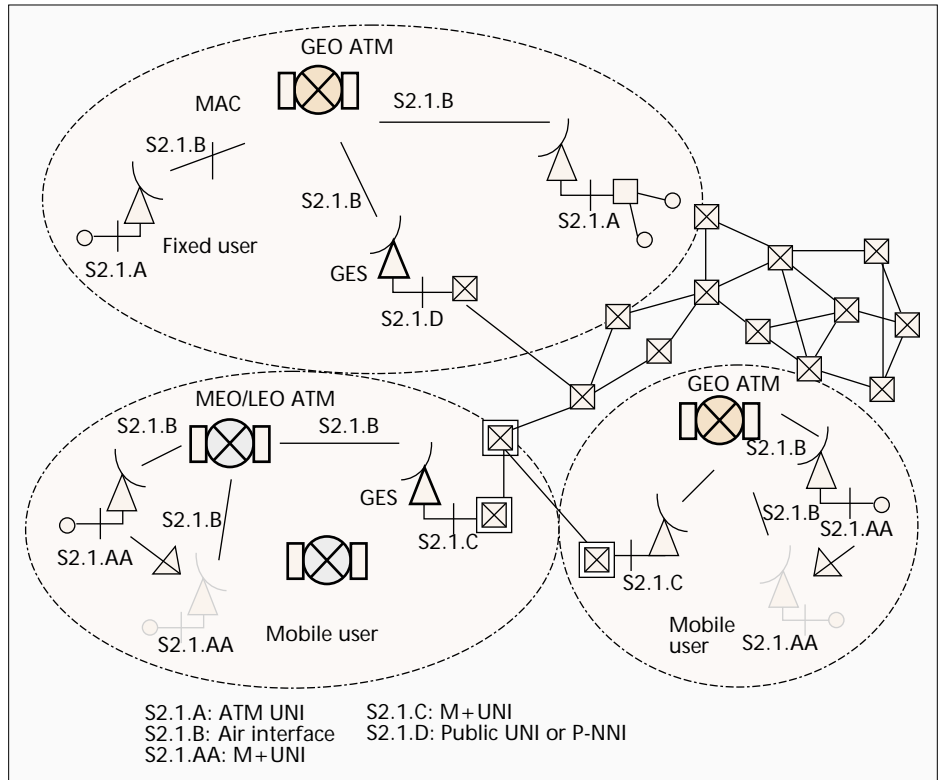 GEO ATM
MAC
S2.1.B
S2.1.B
S2.1.B
S2.1.A
Fixed user
S2.1.A
GES
S2.1.D
MEO/LEO ATM
S2.1.B
S2.1.B
GEO ATM
S2.1.B
GES
S2.1.B
S2.1.B
S2.1.AA
S2.1.C
S2.1.AA
S2.1.C
Mobile user
S2.1.AA
Mobile
user
S2.1.AA
S2.1.A: ATM UNI
S2.1.C: M+UNI
S2.1.B: Air interface
S2.1.D: Public UNI or P-NNI
S2.1.AA: M+UNI